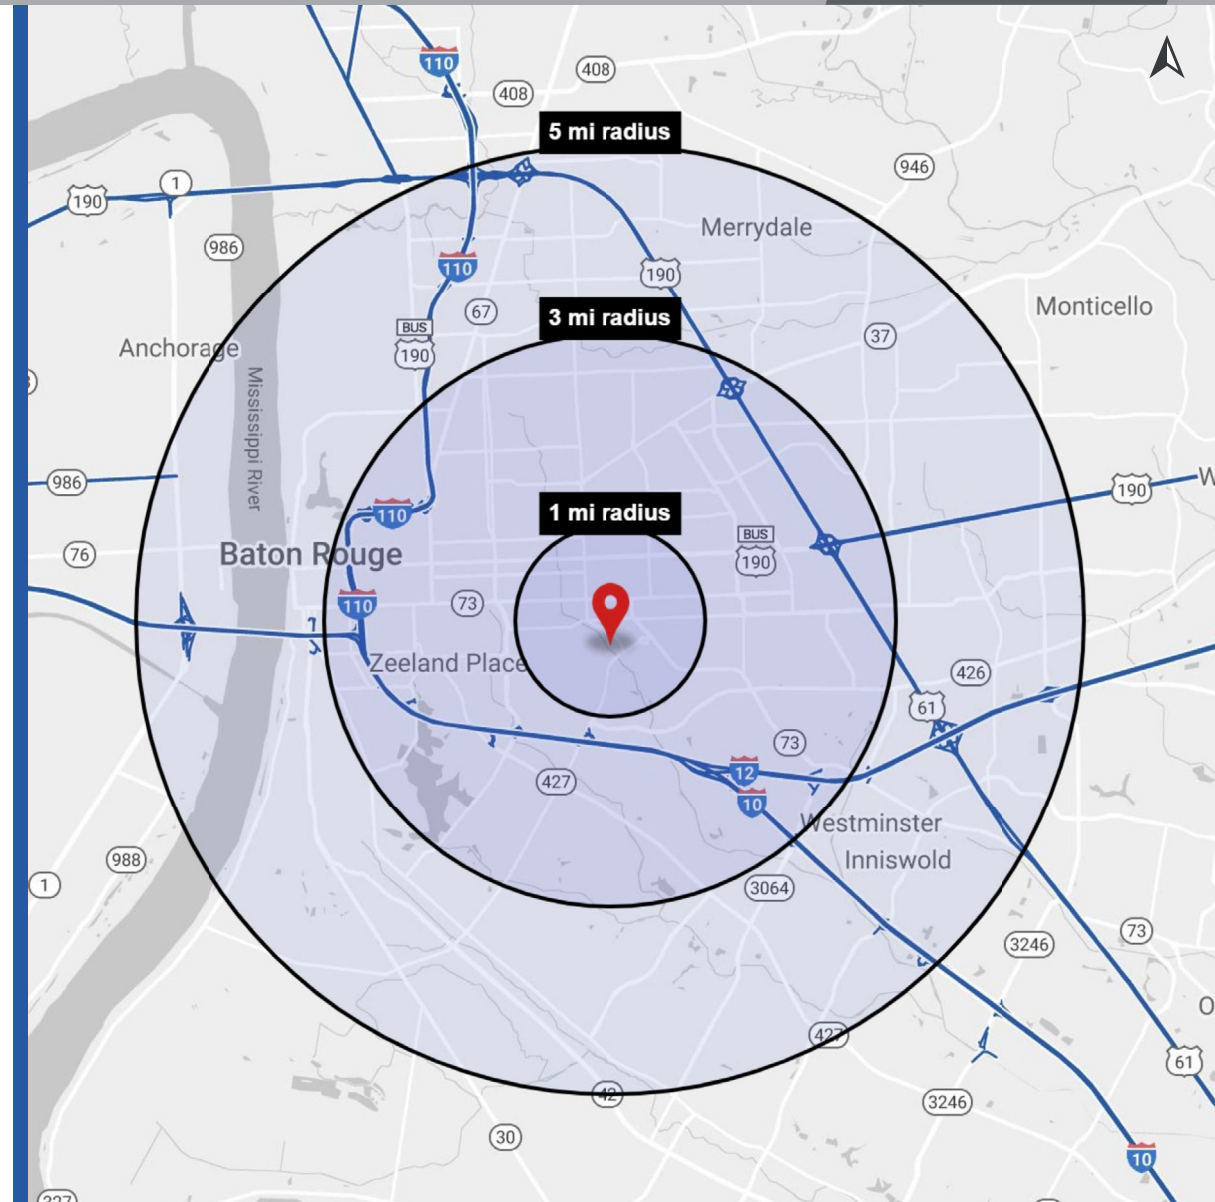 110
408
408
5 mi radius
946
1
190
986
Merrydale
110
190
Monticello
67
3 mi radius
BUS
190
37
Anchorage
Mississippi River
986
190
W
110
1 mi radius
BUS
190
76
Baton Rouge
110
73
Zeeland Place
426
61
73
12
427
10
Westminster
Inniswold
988
1
3064
73
3246
O
427
61
42
3246
30
10
327